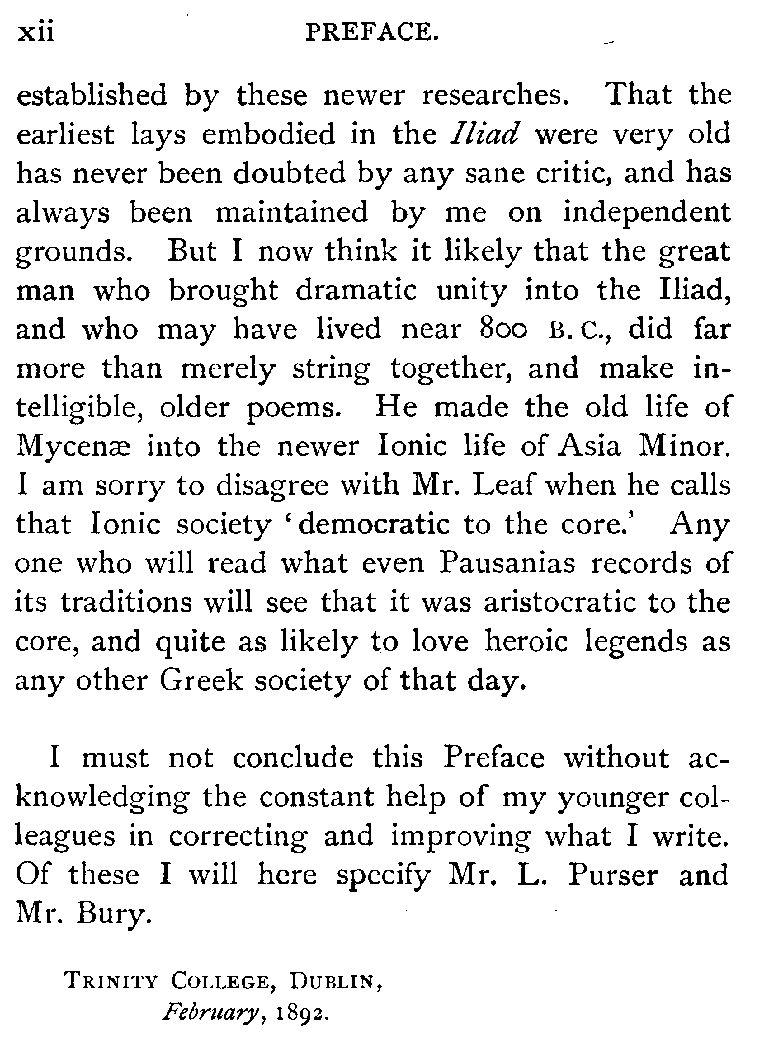 xii PREFACE.
established by these newer researches. That the
earliest lays embodied in the Iliad were very old
has never been doubted by any sane critic, and has
always been maintained by me on independent
grounds. But I now think it likely that the great
man who brought dramatic unity into the Iliad,
and who may have lived near 800 B.C., did far
more than merely string together, and make in-
telligible, older poems. He made the old life of
Mycenæ into the newer Ionic life of Asia Minor.
I am sorry to disagree with Mr. Leaf when he calls
that Ionic society ‘democratic to the core.’ Any
one who will read what even Pausanias records of
its traditions will see that it was aristocratic to the
core, and quite as likely to love heroic legends as
any other Greek society of that day.
I must not conclude this Preface without ac-
knowledging the constant help of my younger col-
leagues in correcting and improving what I write.
Of these I will here specify Mr. L. Purser and
Mr. Bury.
TRINITY COLLEGE, DUBLIN,
February, 1892.